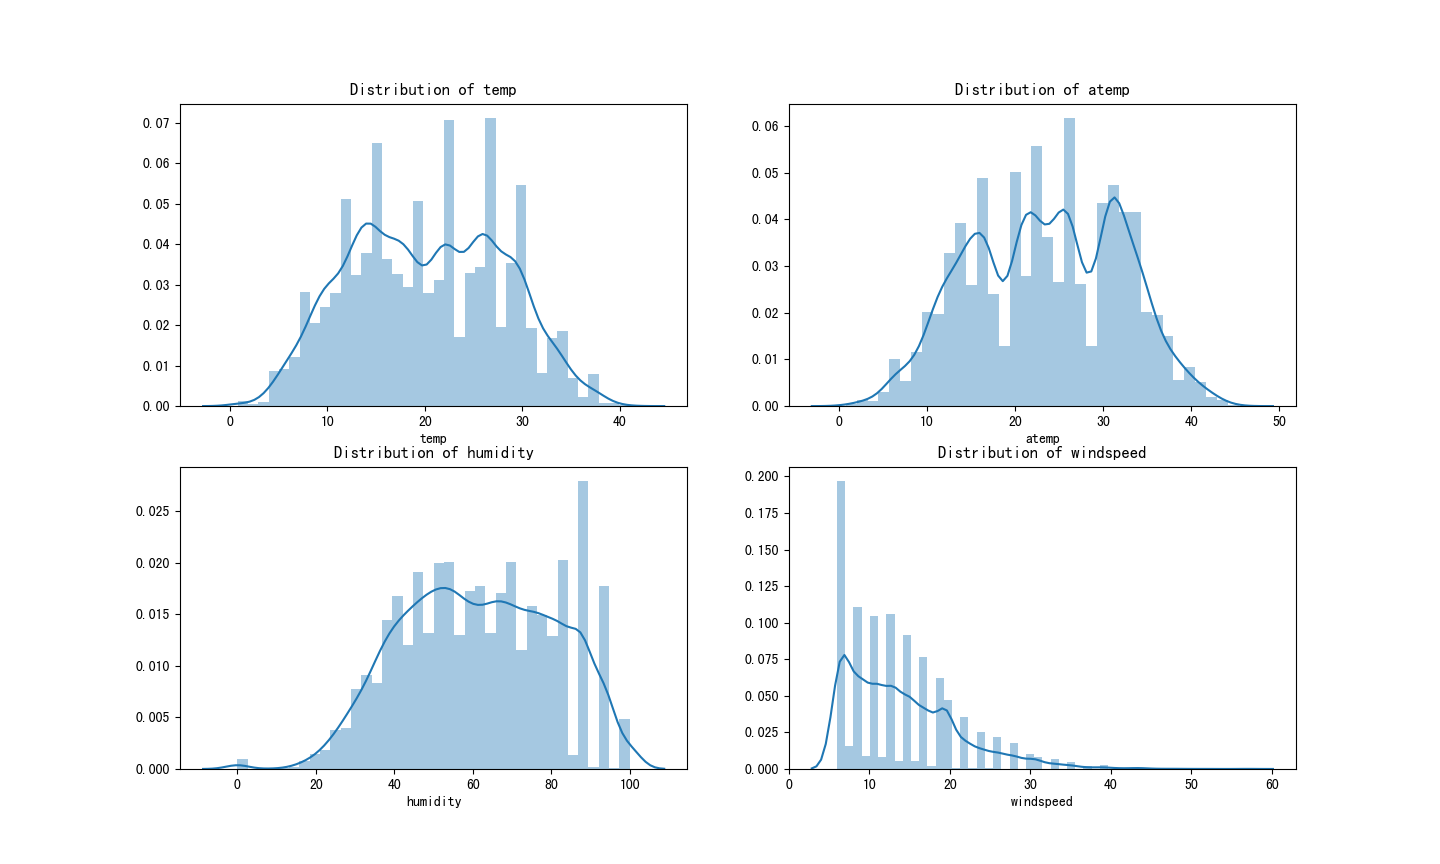 Distribution of temp
0.07
0.06
0.05
0.04
0.03
0.02
0.01
0.00
0 10 20 30 40
temp
Distribution of atemp
0.06
0.05
0.04
0.03
0.02
0.01
0.00
0 10 20 30 40 50
atemp
Distribution of humidity
0.025
0.020
0.015
0.010
0.005
0.000
0 20 40 60 80 100
humidity
Distribution of windspeed
0.200
0.175
0.150
0.125
0.100
0.075
0.050
0.025
0.000
0 10 20 30 40 50 60
windspeed